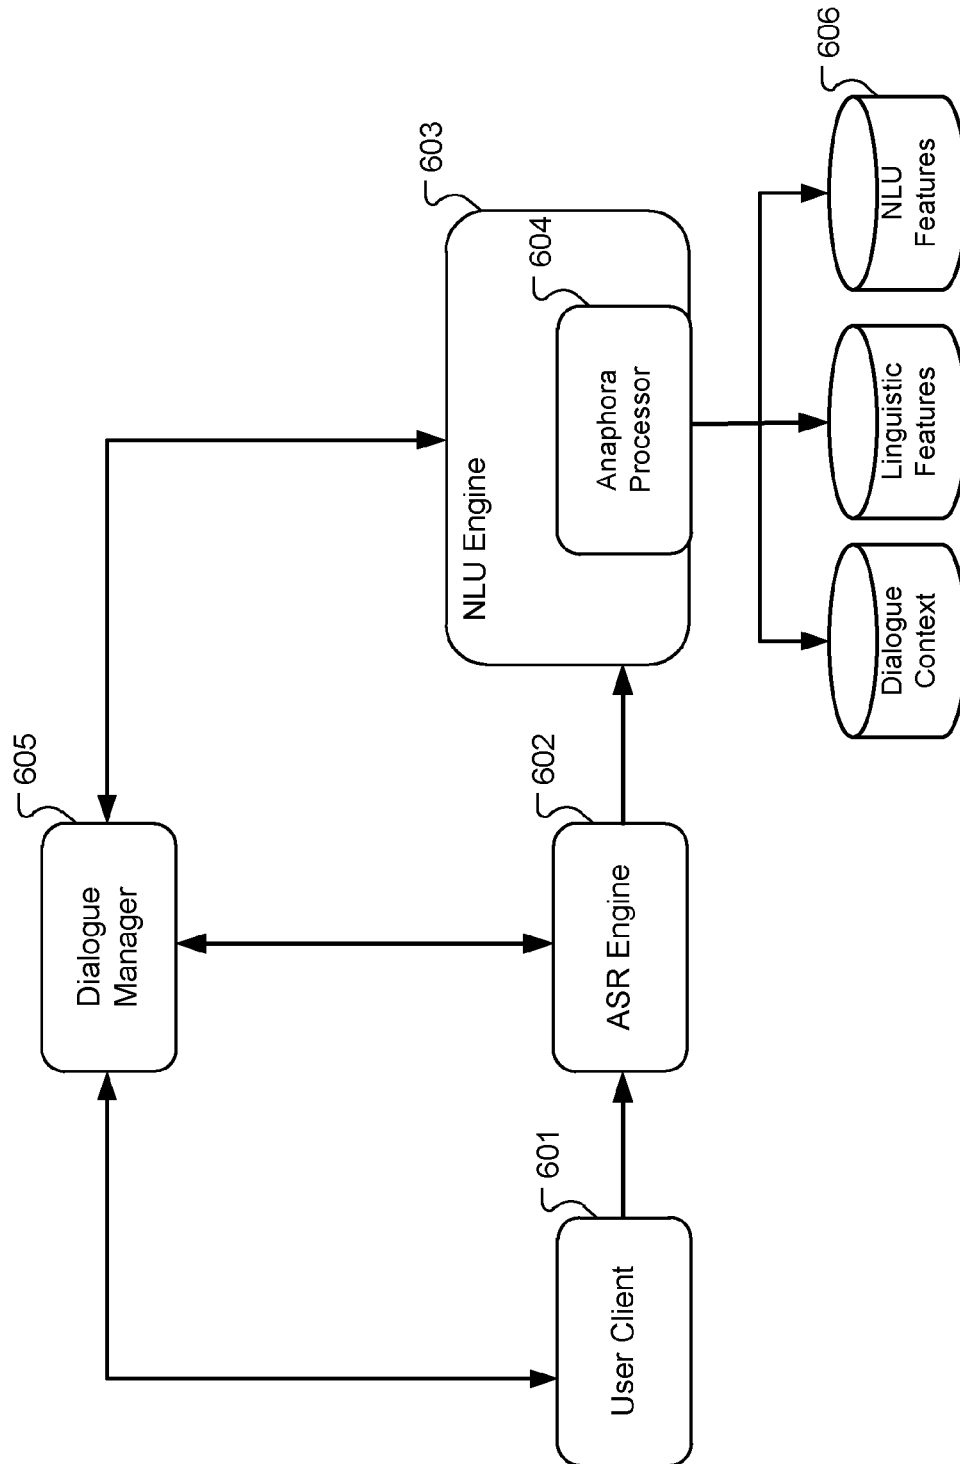 605
Dialogue
Manager
603
NLU Engine
604
Anaphora
Processor
601
User Client
602
ASR Engine
606
Dialogue
Context
Linguistic
Features
NLU
Features